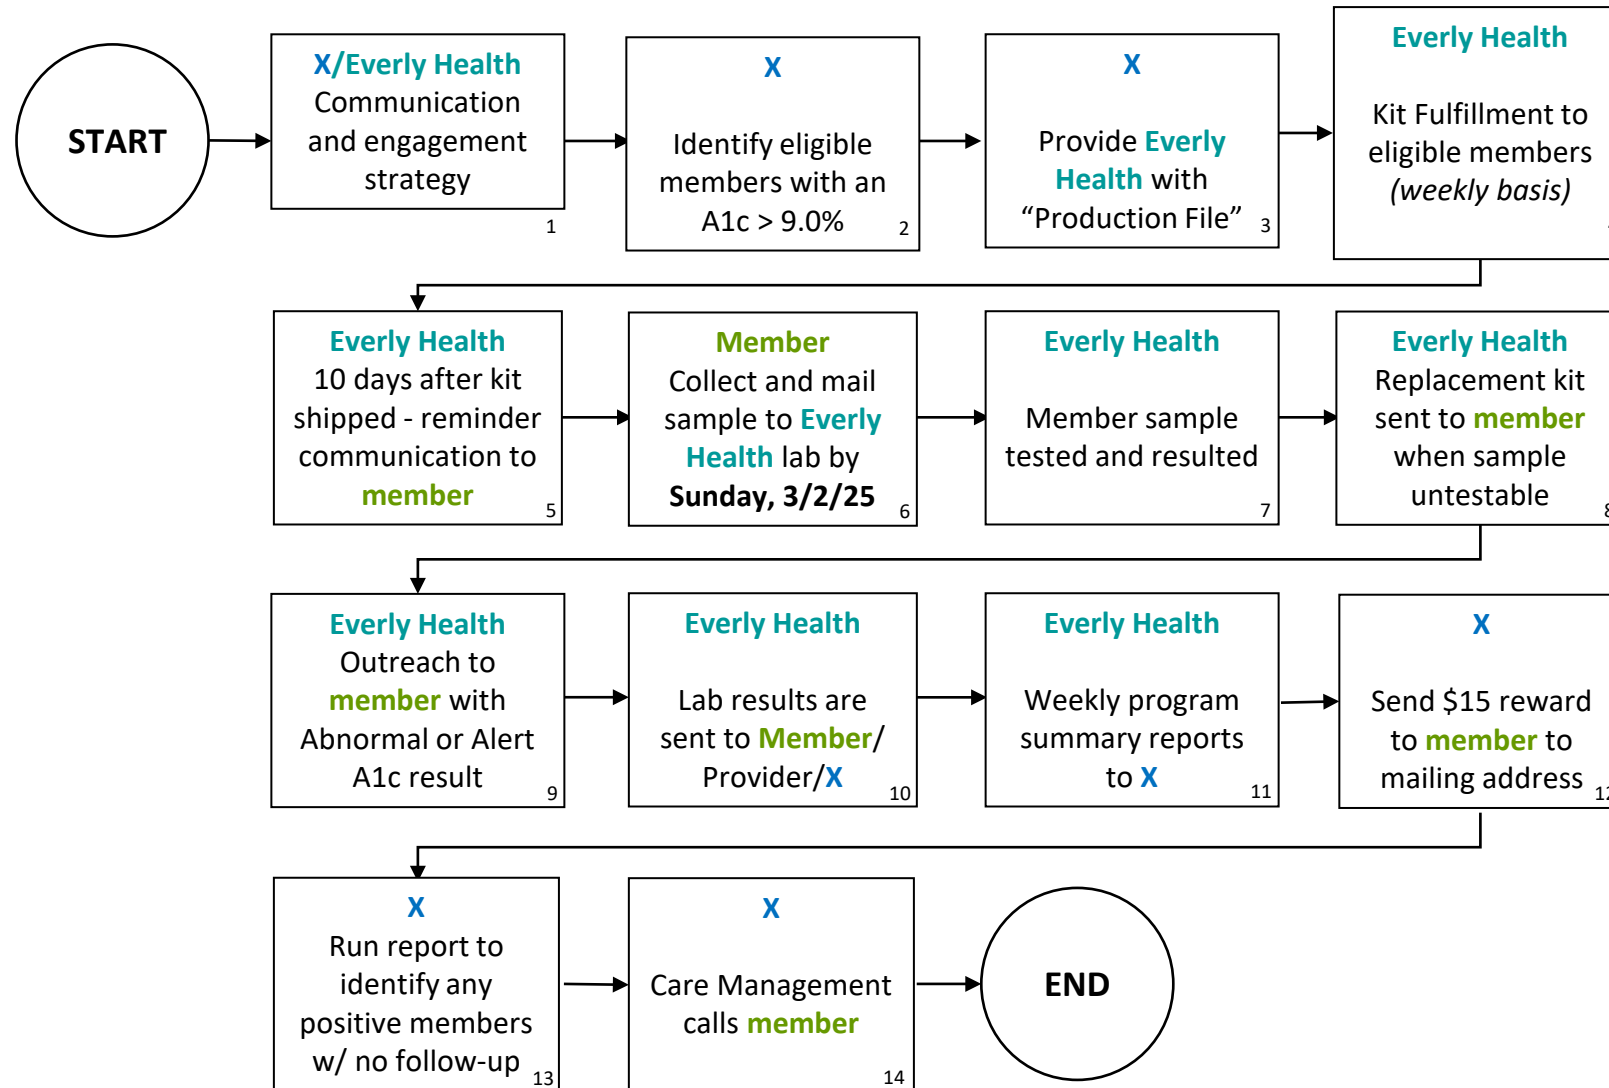 START
X/Everly Health
Communication
and engagement
strategy
1
X
Identify eligible
members with an
A1c > 9.0%
2
X
Provide Everly
Health with
“Production File”
3
Everly Health
Kit Fulfillment to
eligible members
(weekly basis)
Everly Health
10 days after kit
shipped - reminder
communication to
member
5
Member
Collect and mail
sample to Everly
Health lab by
Sunday, 3/2/25
6
Everly Health
Member sample
tested and resulted
7
Everly Health
Replacement kit
sent to member
when sample
untestable
8
Everly Health
Outreach to
member with
Abnormal or Alert
A1c result
9
Everly Health
Lab results are
sent to Member/
Provider/X
10
Everly Health
Weekly program
summary reports
to X
11
X
Send $15 reward
to member to
mailing address
12
X
Run report to
identify any
positive members
w/ no follow-up
13
X
Care Management
calls member
14
END